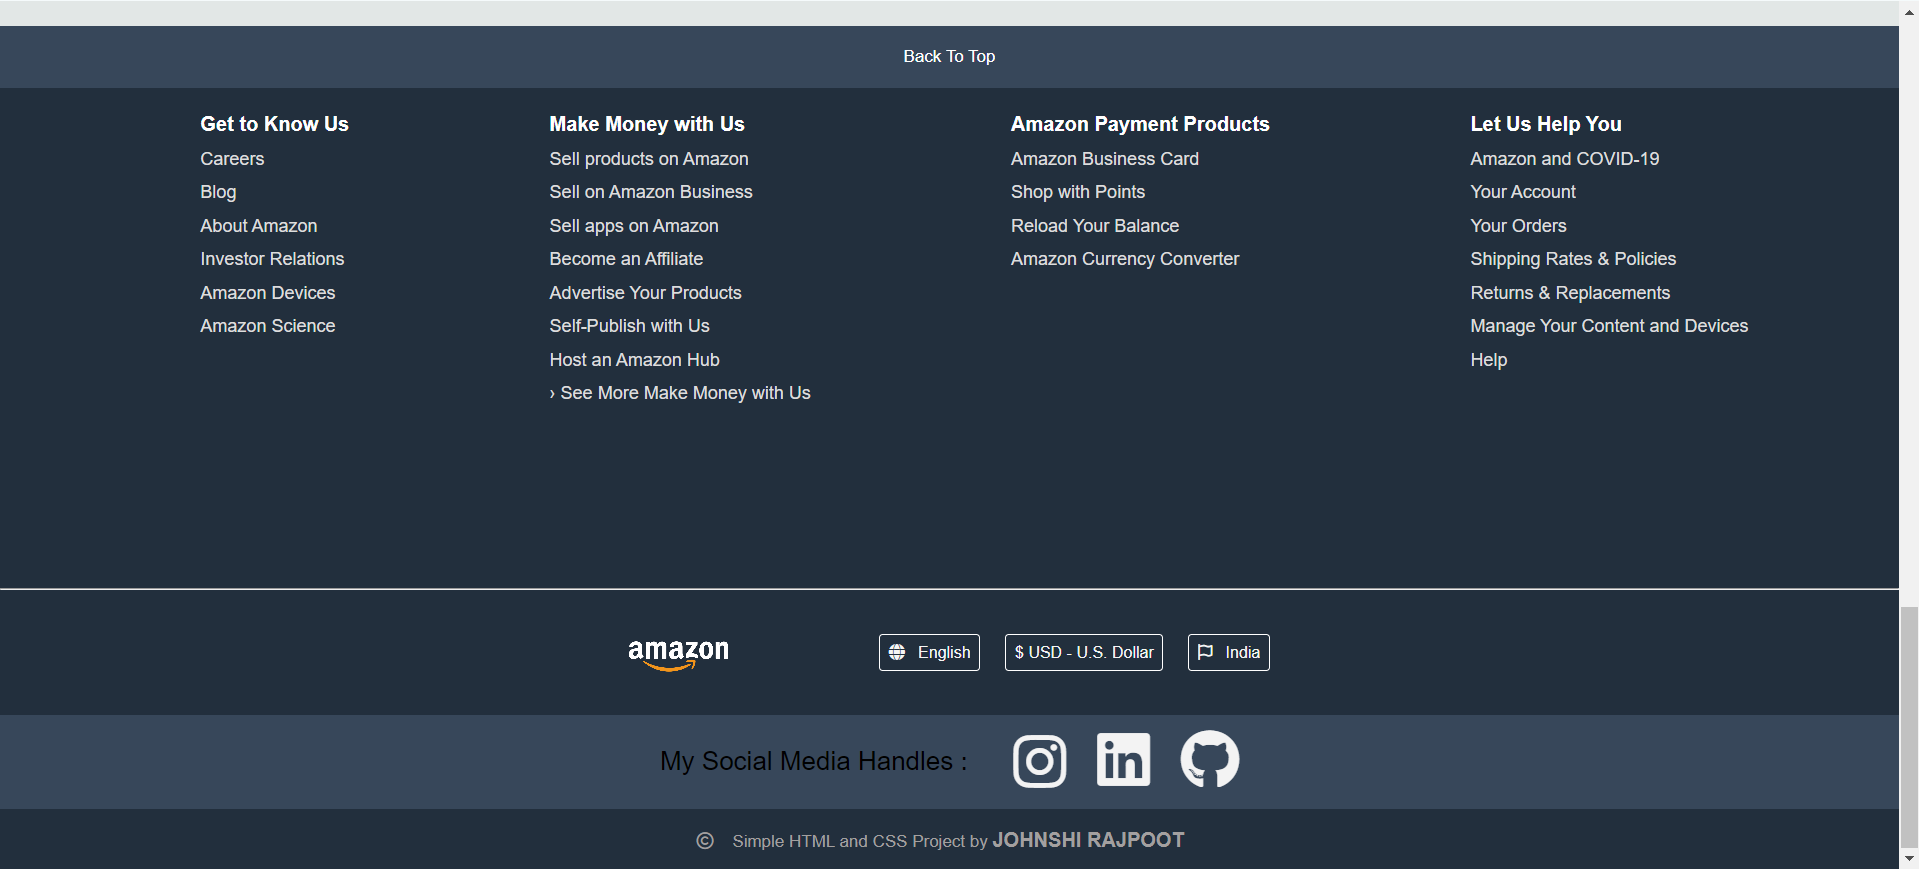 Back To Top
Get to Know Us
Careers
Blog
About Amazon
Investor Relations
Amazon Devices
Amazon Science
Make Money with Us
Sell products on Amazon
Sell on Amazon Business
Sell apps on Amazon
Become an Affiliate
Advertise Your Products
Self-Publish with Us
Host an Amazon Hub
› See More Make Money with Us
Amazon Payment Products
Amazon Business Card
Shop with Points
Reload Your Balance
Amazon Currency Converter
Let Us Help You
Amazon and COVID-19
Your Account
Your Orders
Shipping Rates & Policies
Returns & Replacements
Manage Your Content and Devices
Help
amazon
English
$ USD - U.S. Dollar
India
My Social Media Handles :
in
© Simple HTML and CSS Project by JOHNSHI RAJPOOT